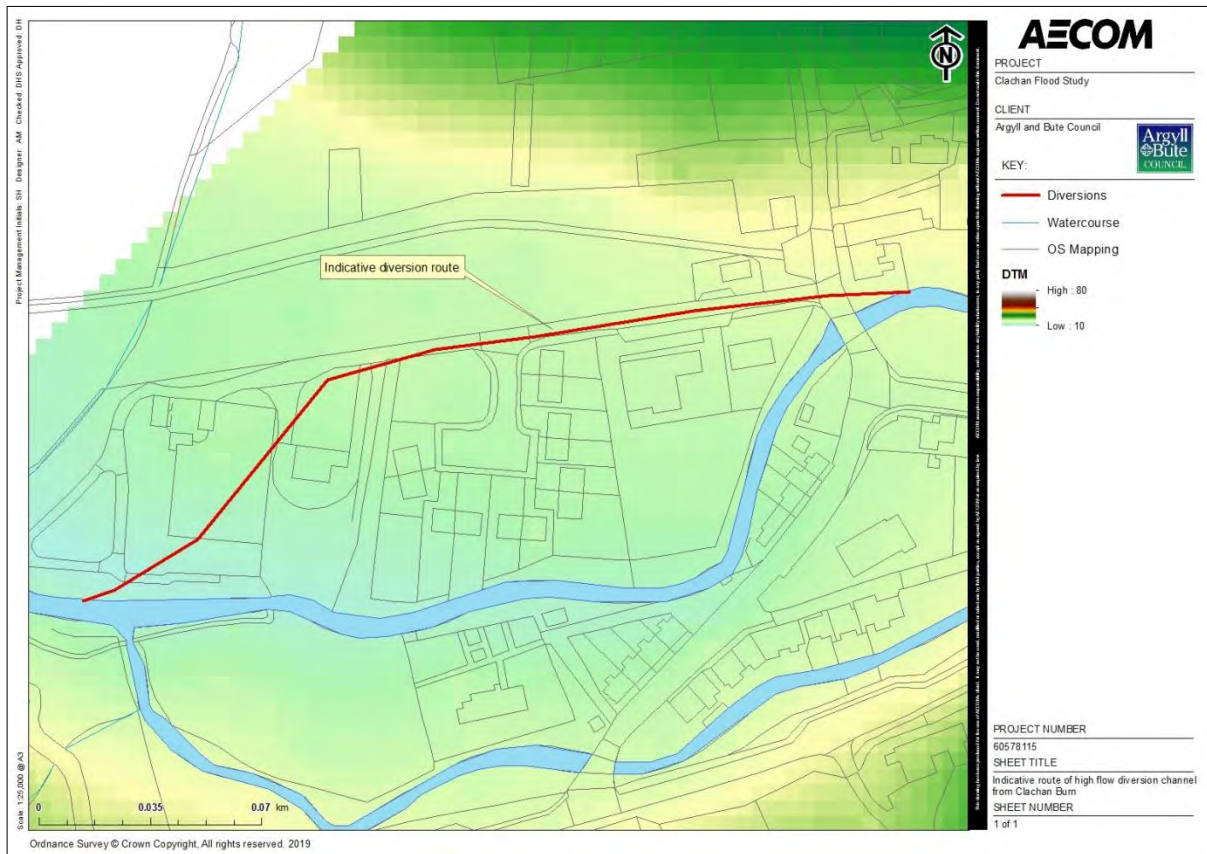 Project Management Initials: SH Designer: AM Checked: DHS Approved: DH
N
Indicative diversion route
0 0.035 0.07 km
Scale 1:25,000 @ A3
Ordnance Survey © Crown Copyright, All rights reserved. 2019
AECOM
PROJECT
Clachan Flood Study
CLIENT
Argyll and Bute Council
Argyll
Bute
COUNCIL
KEY:
Diversions
Watercourse
OS Mapping
DTM
High : 80
Low : 10
PROJECT NUMBER
60578115
SHEET TITLE
Indicative route of high flow diversion channel
from Clachan Burn
SHEET NUMBER
1 of 1